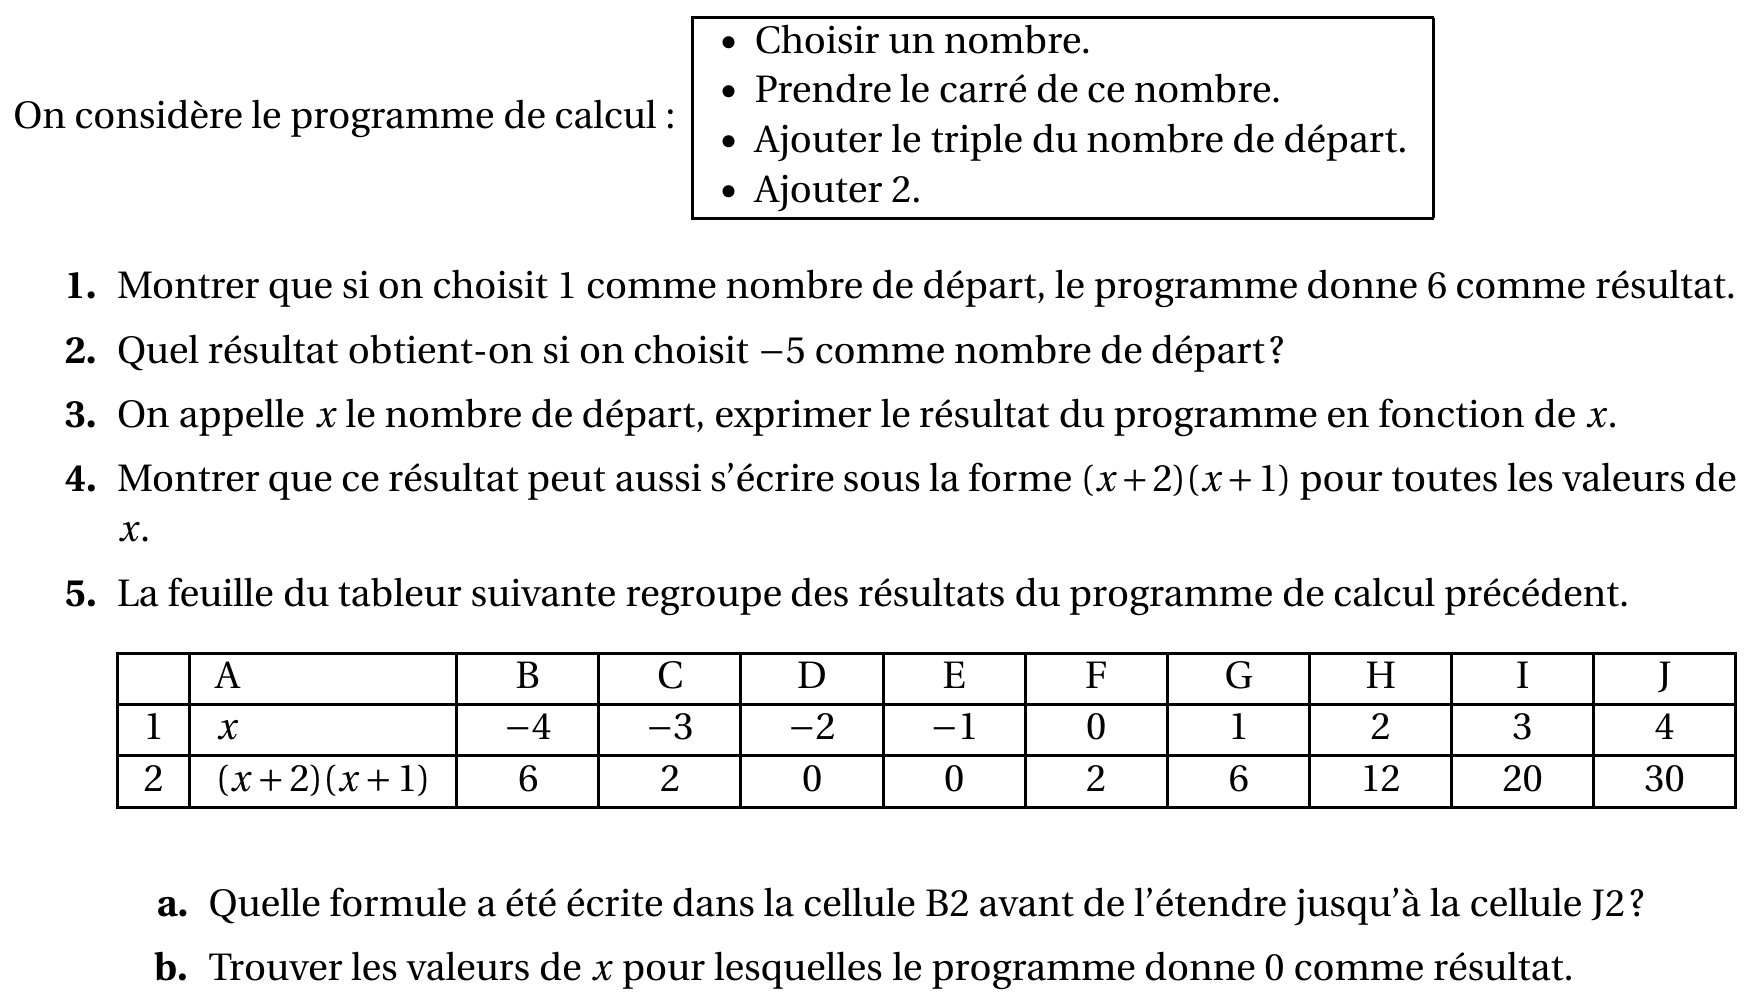 On considère le programme de calcul :
• Choisir un nombre.
• Prendre le carré de ce nombre.
• Ajouter le triple du nombre de départ.
• Ajouter 2.
1. Montrer que si on choisit 1 comme nombre de départ, le programme donne 6 comme résultat.
2. Quel résultat obtient-on si on choisit −5 comme nombre de départ?
3. On appelle x le nombre de départ, exprimer le résultat du programme en fonction de x.
4. Montrer que ce résultat peut aussi s'écrire sous la forme (x+2)(x+1) pour toutes les valeurs de
x.
5. La feuille du tableur suivante regroupe des résultats du programme de calcul précédent.
A B C D E F G H I J
1 x −4 −3 −2 −1 0 1 2 3 4
2 (x+2)(x+1) 6 2 0 0 2 6 12 20 30
a. Quelle formule a été écrite dans la cellule B2 avant de l'étendre jusqu'à la cellule J2?
b. Trouver les valeurs de x pour lesquelles le programme donne 0 comme résultat.